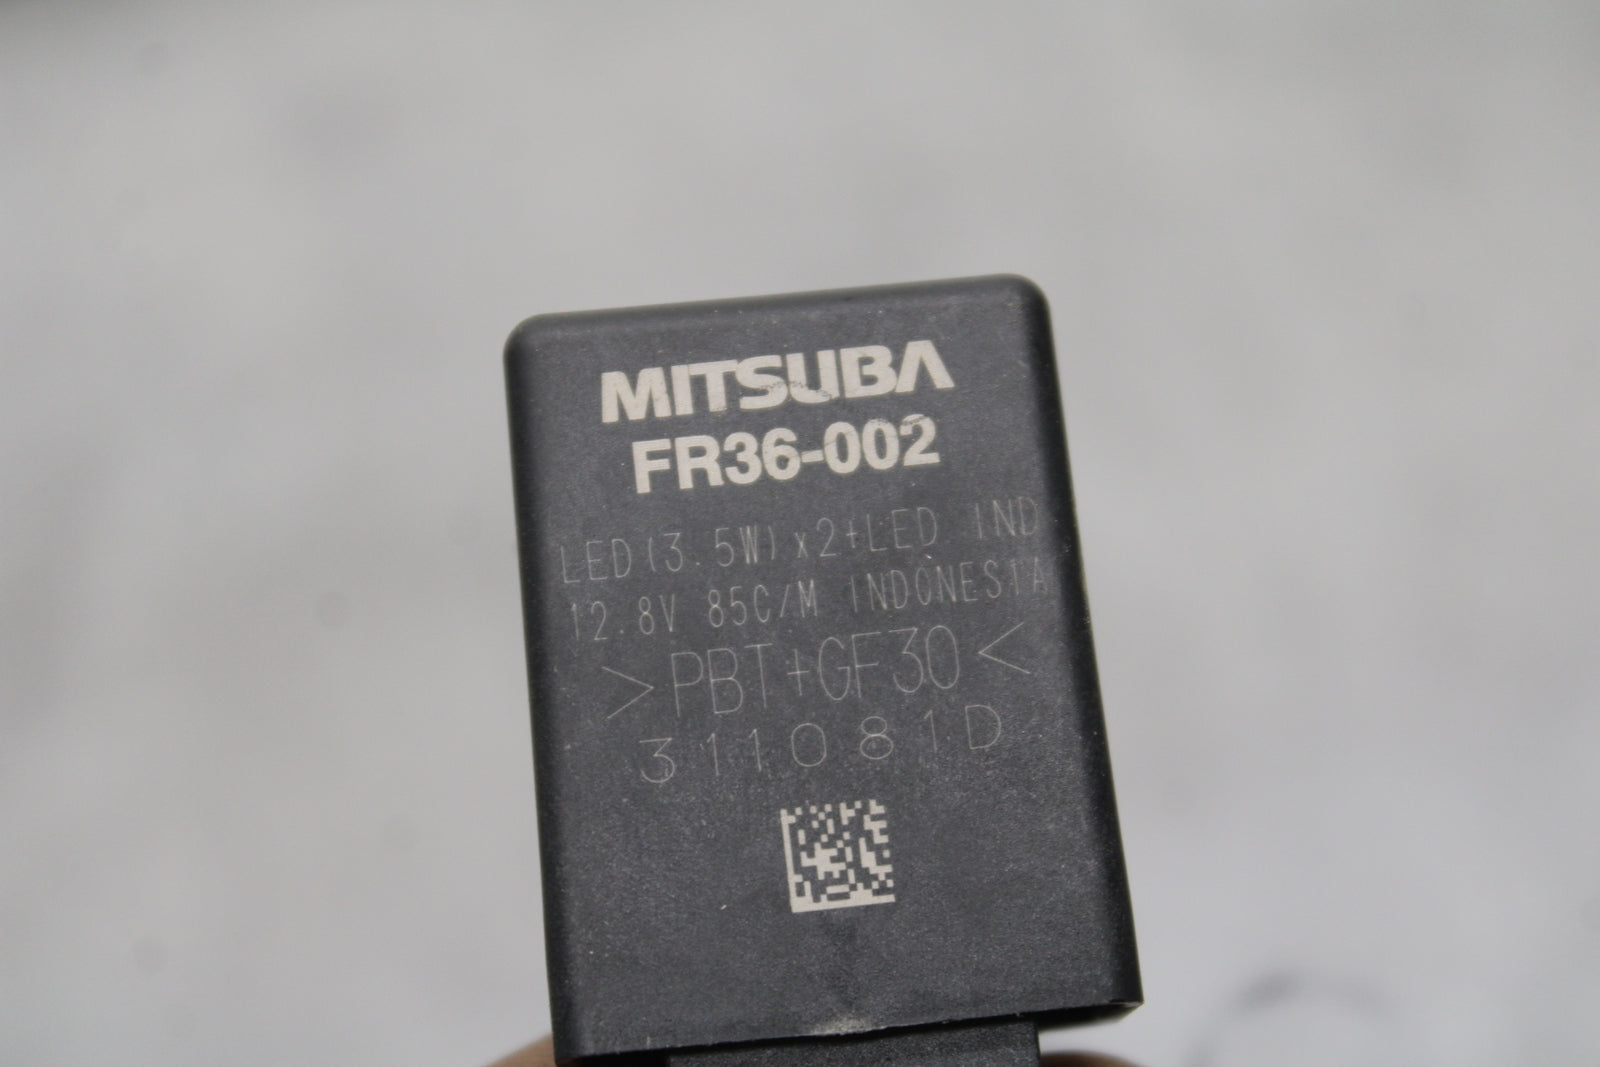 MITSUBA
FR36-002
LED(3.5W)x2+LED IND
12.8V 85C/M INDONESIA
>PBT+GF30<
311081D